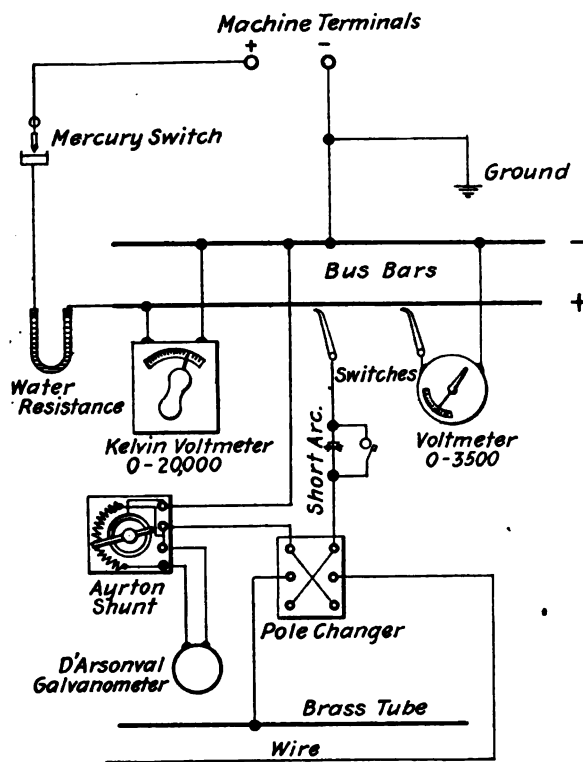 Machine Terminals
+ -
Mercury Switch
Ground
-
Bus Bars
+
Water
Resistance
Switches
Kelvin Voltmeter
0-20,000
Voltmeter
0-3500
Short Arc.
Ayrton
Shunt
Pole Changer
D'Arsonval
Galvanometer
Brass Tube
Wire